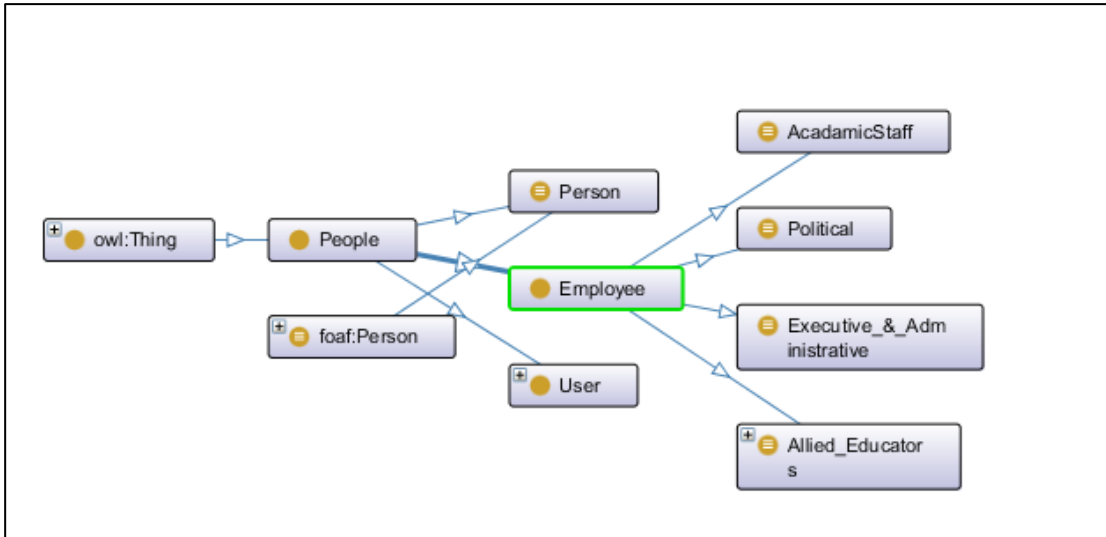 AcadamicStaff
Person
Political
owl:Thing
People
Employee
Executive_&_Adm
inistrative
foaf:Person
User
Allied_Educator
s